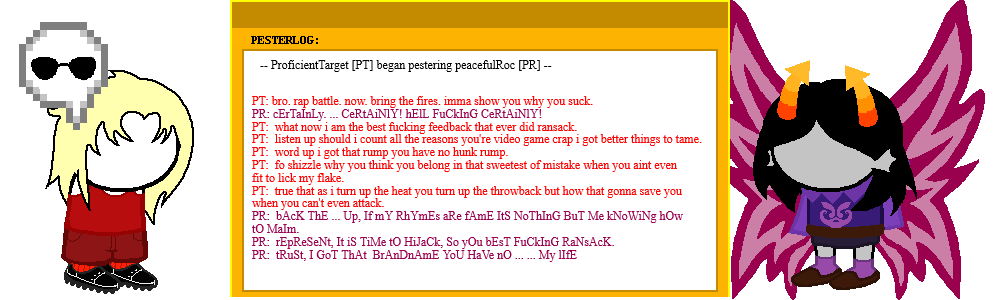 PESTERLOG:
-- ProficientTarget [PT] began pestering peacefulRoc [PR] --
PT: bro. rap battle. now. bring the fires. imma show you why you suck.
PR: cErTaInLy. ... CeRtAiNlY! hElL FuCkInG CeRtAiNlY!
PT: what now i am the best fucking feedback that ever did ransack.
PT: listen up should i count all the reasons you're video game crap i got better things to tame.
PT: word up i got that rump you have no hunk rump.
PT: fo shizzle why you think you belong in that sweetest of mistake when you aint even
fit to lick my flake.
PT: true that as i turn up the heat you turn up the throwback but how that gonna save you
when you can't even attack.
PR: bAcK ThE ... Up, If mY RhYmEs aRe fAmE ItS NoThInG BuT Me kNoWiNg hOw
tO MaIm.
PR: rEpReSeNt, It iS TiMe tO HiJaCk, So yOu bEsT FuCkInG RaNsAcK.
PR: tRuSt, I GoT ThAt BrAnDnAmE YoU HaVe nO ... ... My lIfE